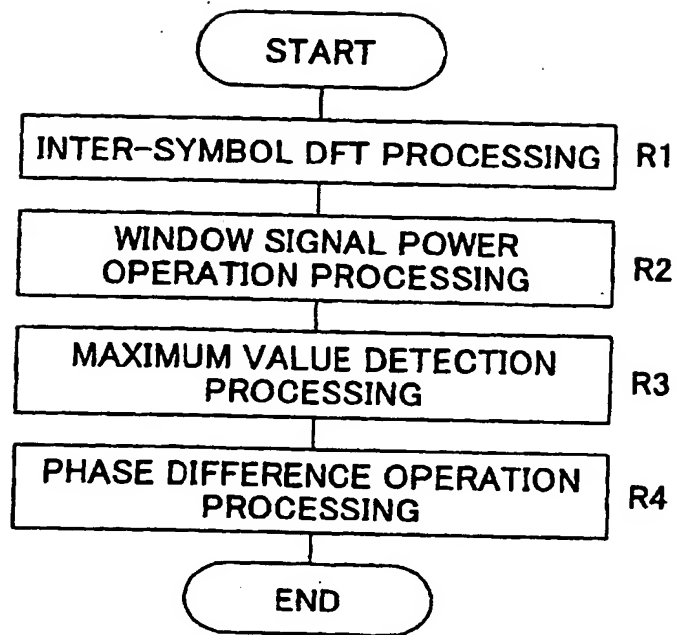 START
INTER-SYMBOL DFT PROCESSING R1
WINDOW SIGNAL POWER
OPERATION PROCESSING R2
MAXIMUM VALUE DETECTION
PROCESSING R3
PHASE DIFFERENCE OPERATION
PROCESSING R4
END